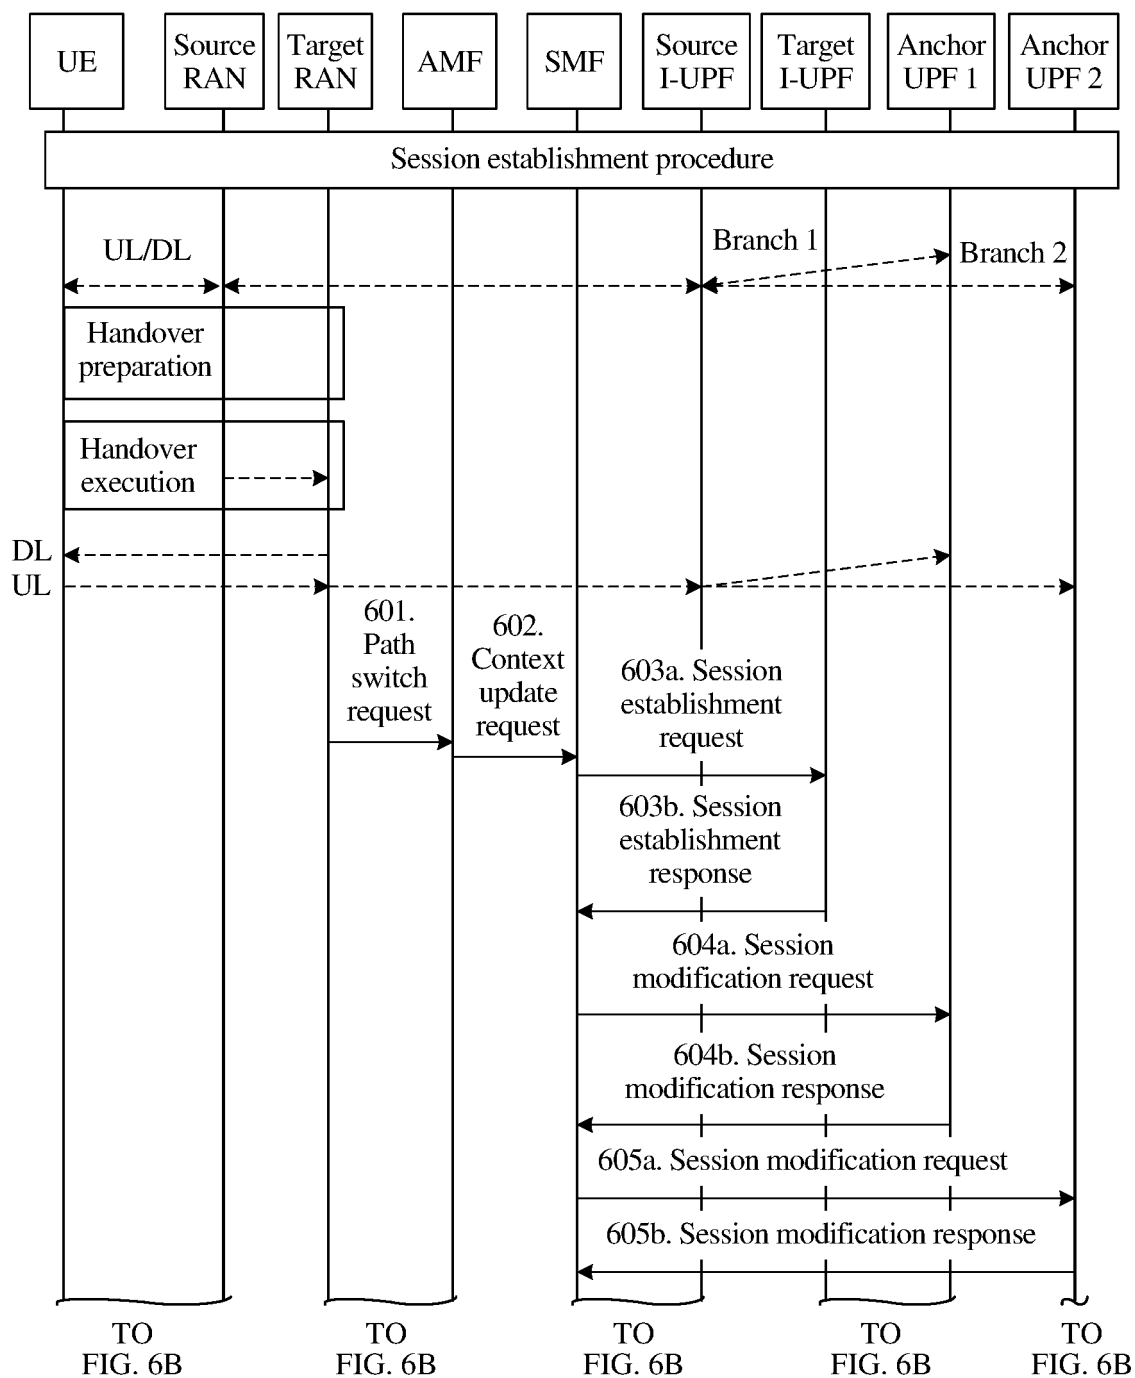 UE
Source
RAN
Target
RAN
AMF
SMF
Source
I-UPF
Target
I-UPF
Anchor
UPF 1
Anchor
UPF 2
Session establishment procedure
UL/DL
Branch 1
Branch 2
Handover
preparation
Handover
execution
DL
UL
601.
Path
switch
request
602.
Context
update
request
603a. Session
establishment
request
603b. Session
establishment
response
604a. Session
modification request
604b. Session
modification response
605a. Session modification request
605b. Session modification response
TO
FIG. 6B
TO
FIG. 6B
TO
FIG. 6B
TO
FIG. 6B
TO
FIG. 6B